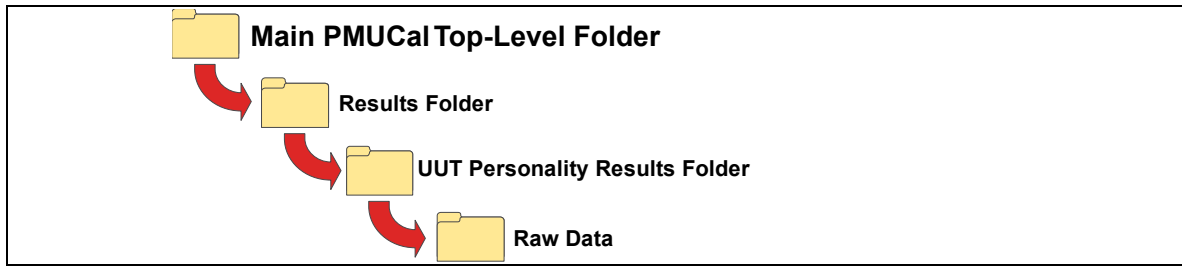 Main PMUCal Top-Level Folder
Results Folder
UUT Personality Results Folder
Raw Data